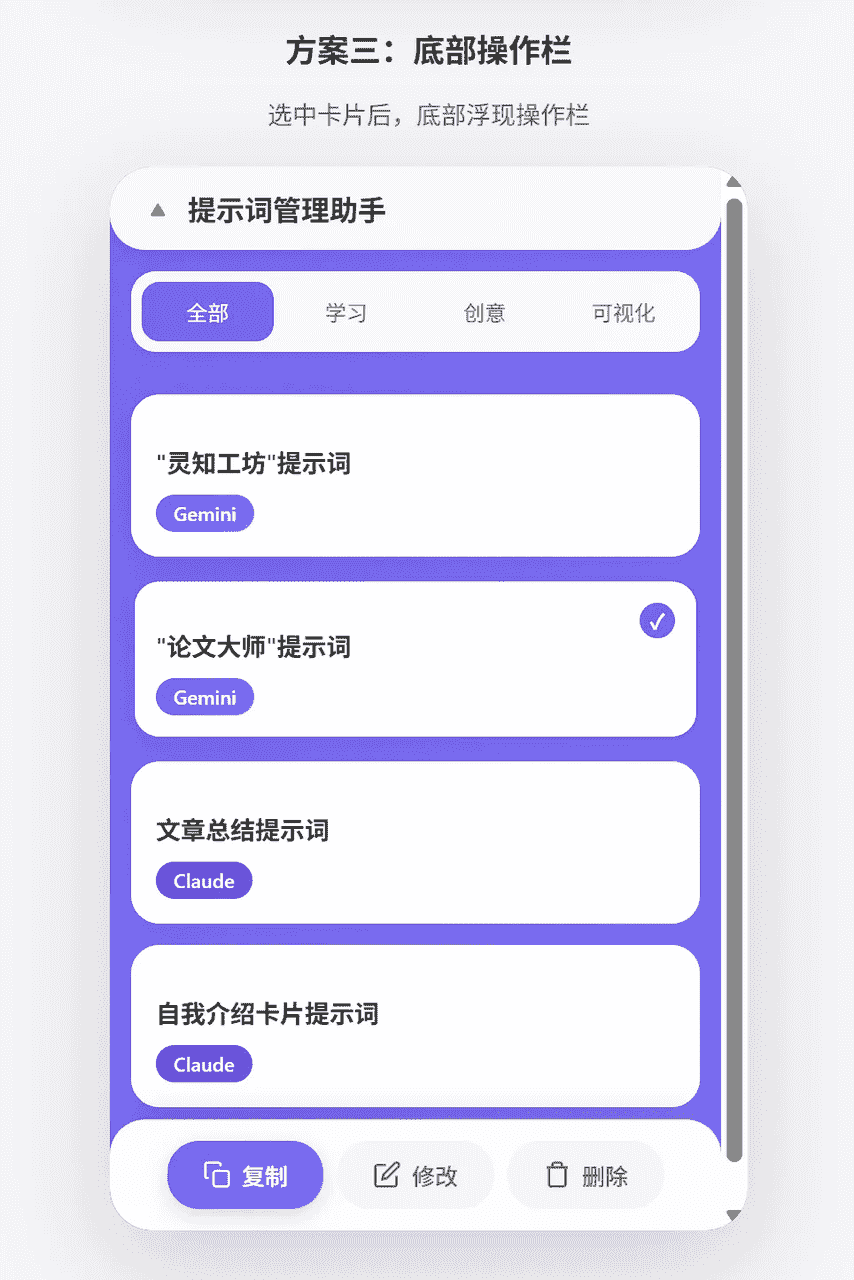 方案三：底部操作栏
选中卡片后，底部浮现操作栏
提示词管理助手
全部 学习 创意 可视化
"灵知工坊"提示词
Gemini
"论文大师"提示词
Gemini
文章总结提示词
Claude
自我介绍卡片提示词
Claude
复制 修改 删除